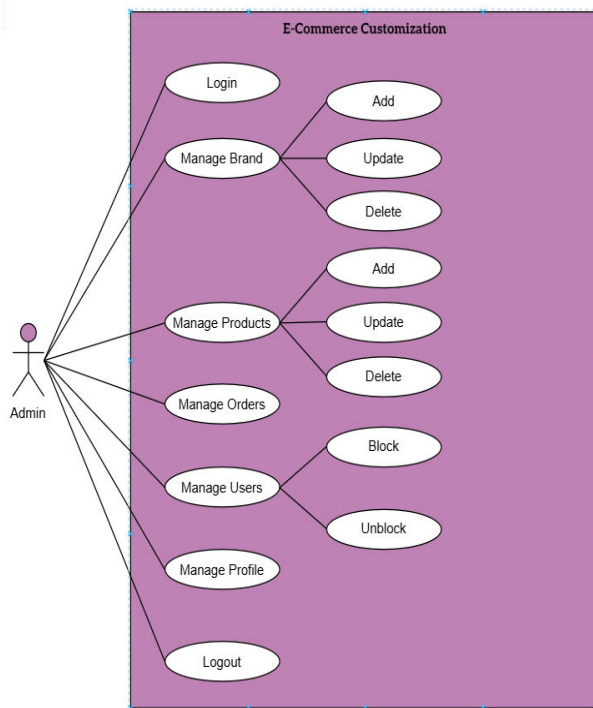 E-Commerce Customization
Login
Add
Manage Brand
Update
Delete
Add
Manage Products
Update
Delete
Admin
Manage Orders
Block
Manage Users
Unblock
Manage Profile
Logout